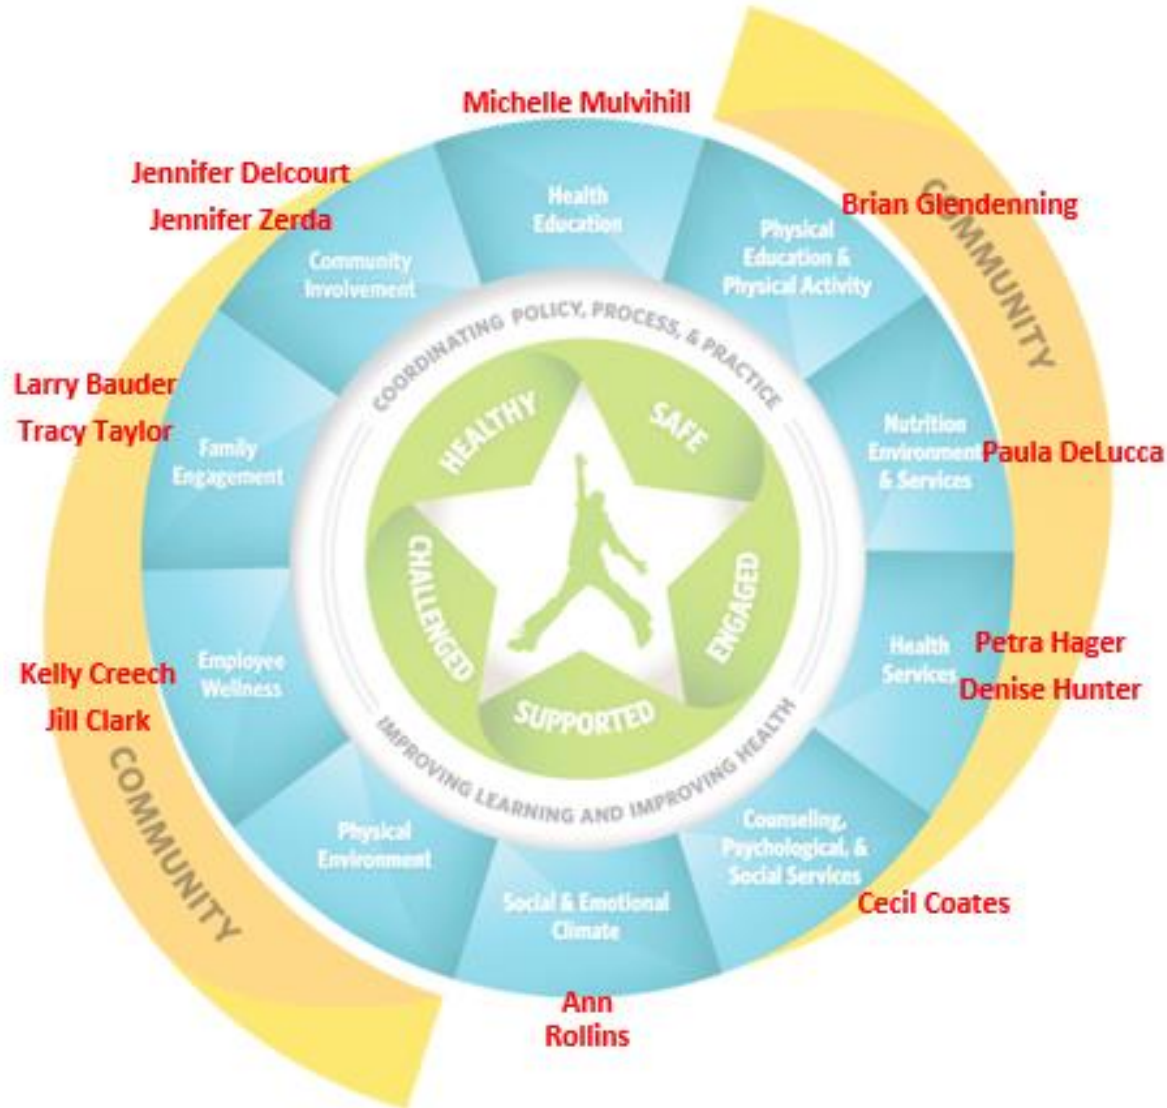 Michelle Mulvihill
Health
Education
Brian Glendenning
Physical
Education &
Physical Activity
COMMUNITY
Nutrition
Environment
& Services
Paula DeLucca
Health
Services
Petra Hager
Denise Hunter
Counseling,
Psychological, &
Social Services
Cecil Coates
Social & Emotional
Climate
Ann
Rollins
Physical
Environment
COMMUNITY
Employee
Wellness
Kelly Creech
Jill Clark
Family
Engagement
Larry Bauder
Tracy Taylor
Community
Involvement
Jennifer Delcourt
Jennifer Zerda
COORDINATING POLICY, PROCESS, & PRACTICE
IMPROVING LEARNING AND IMPROVING HEALTH
HEALTHY
SAFE
ENGAGED
SUPPORTED
CHALLENGED